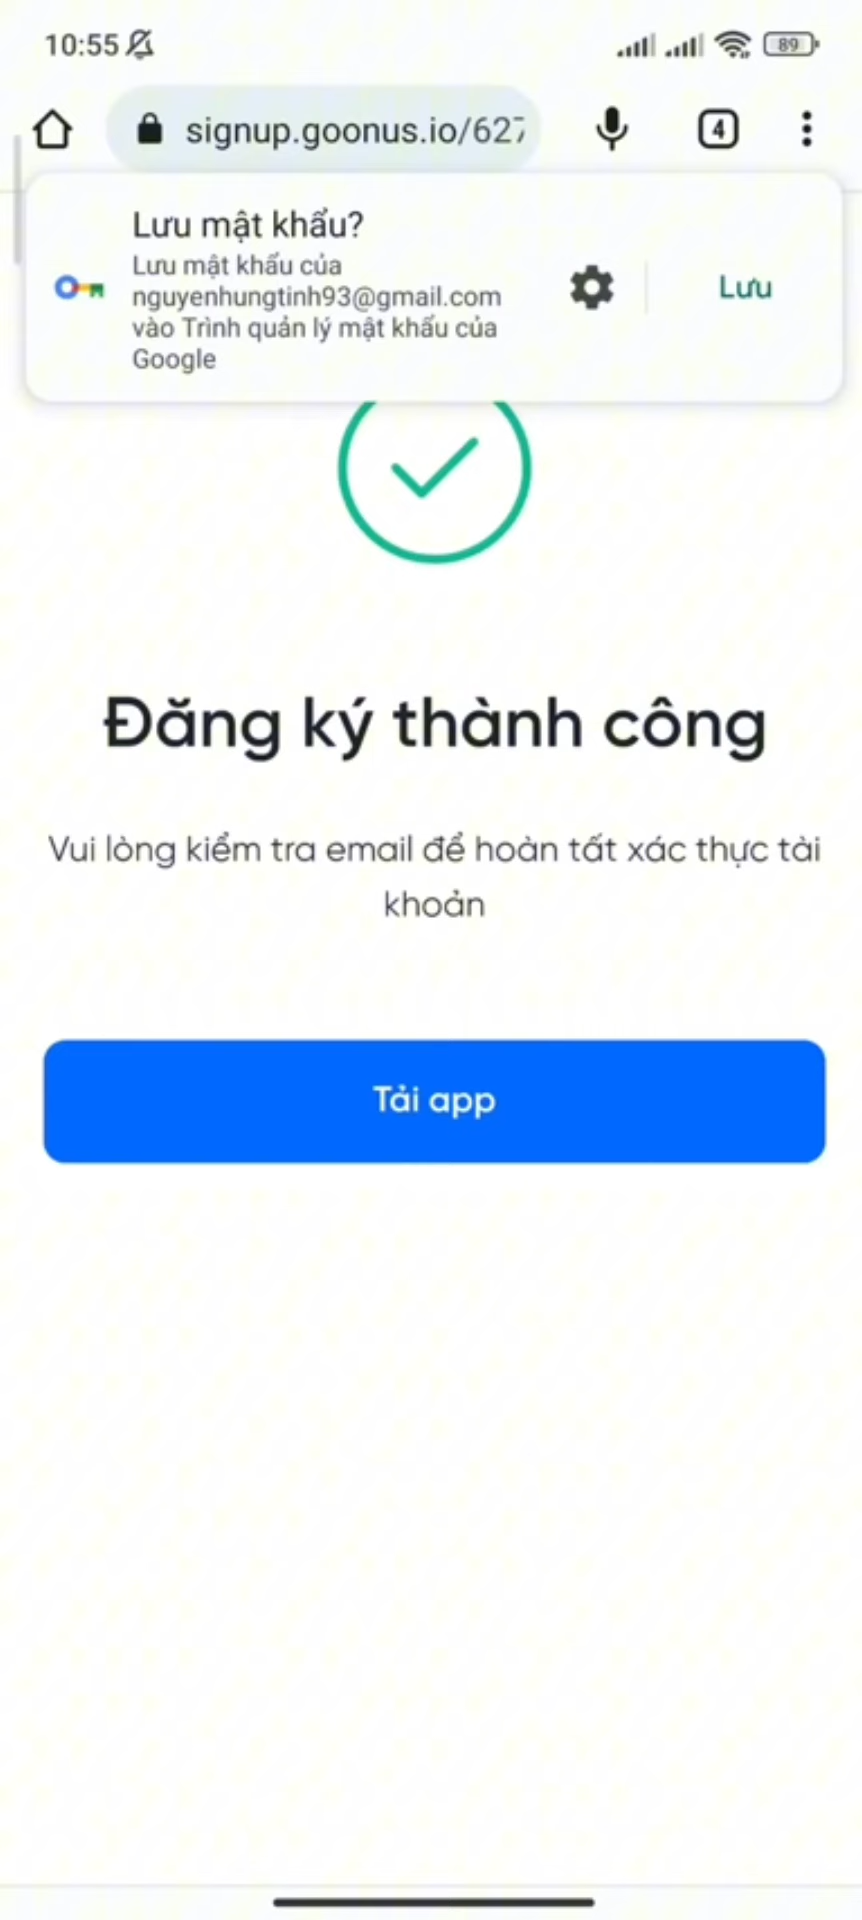 10:55
89
signup.goonus.io/627
4
Lưu mật khẩu?
Lưu mật khẩu của
nguyenhungtinh93@gmail.com
vào Trình quản lý mật khẩu của
Google
Lưu
Đăng ký thành công
Vui lòng kiểm tra email để hoàn tất xác thực tài
khoản
Tải app